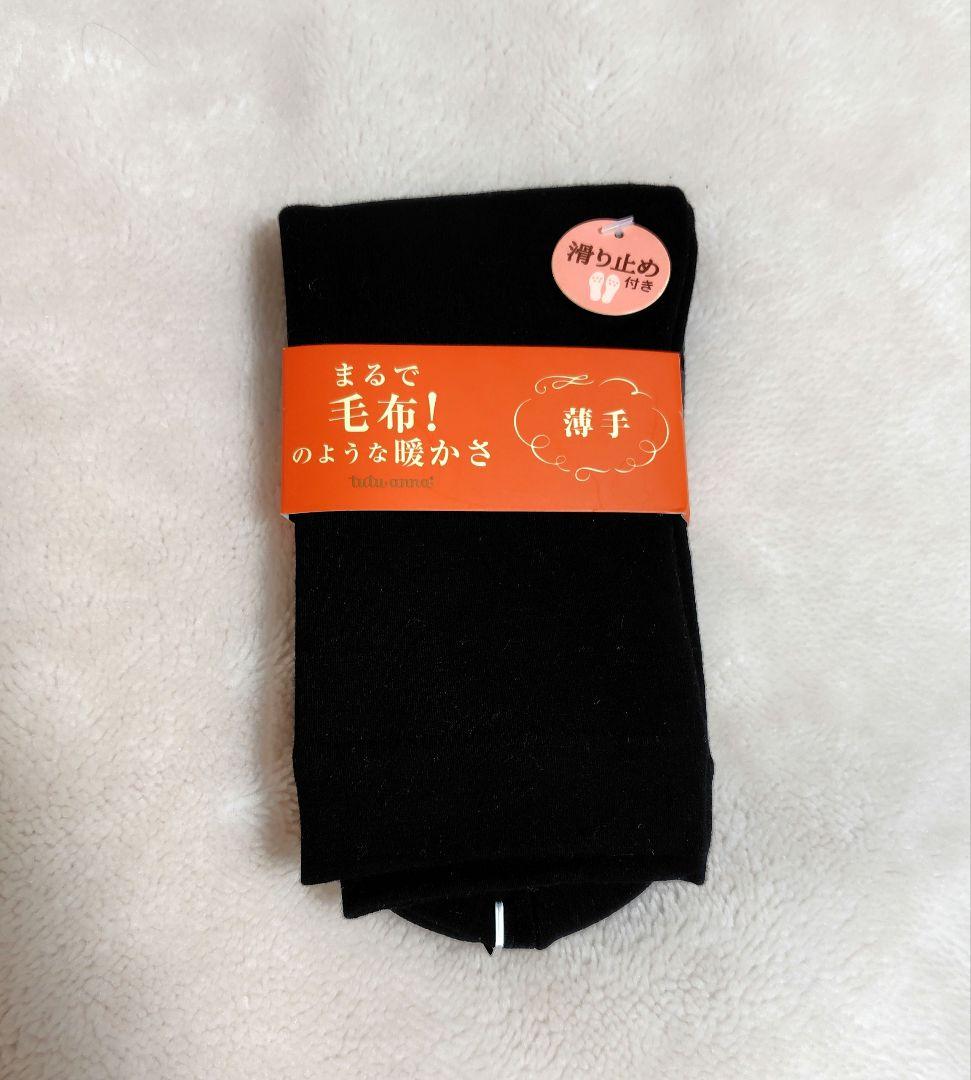 滑り止め
付き
まるで
毛布!
のような暖かさ
tutu anna*
薄手